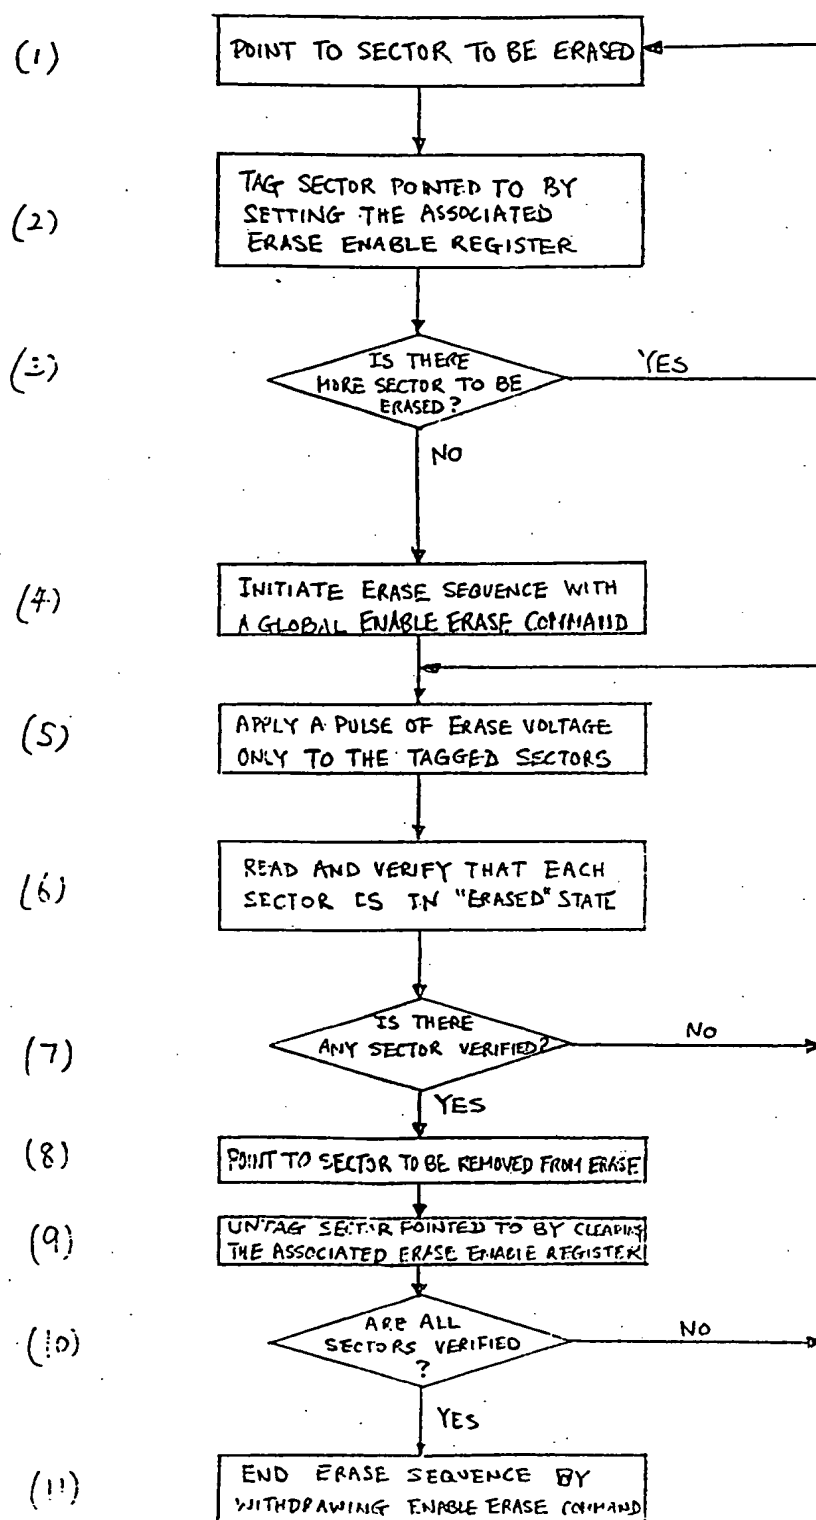 (1)
POINT TO SECTOR TO BE ERASED
(2)
TAG SECTOR POINTED TO BY
SETTING THE ASSOCIATED
ERASE ENABLE REGISTER
(3)
IS THERE
MORE SECTOR TO BE
ERASED?
YES
NO
(4)
INITIATE ERASE SEQUENCE WITH
A GLOBAL ENABLE ERASE COMMAND
(5)
APPLY A PULSE OF ERASE VOLTAGE
ONLY TO THE TAGGED SECTORS
(6)
READ AND VERIFY THAT EACH
SECTOR IS IN "ERASED" STATE
(7)
IS THERE
ANY SECTOR VERIFIED?
NO
YES
(8)
POINT TO SECTOR TO BE REMOVED FROM ERASE
(9)
UNTAG SECTOR POINTED TO BY CLEARING
THE ASSOCIATED ERASE ENABLE REGISTER
(10)
ARE ALL
SECTORS VERIFIED
?
NO
YES
(11)
END ERASE SEQUENCE BY
WITHDRAWING ENABLE ERASE COMMAND